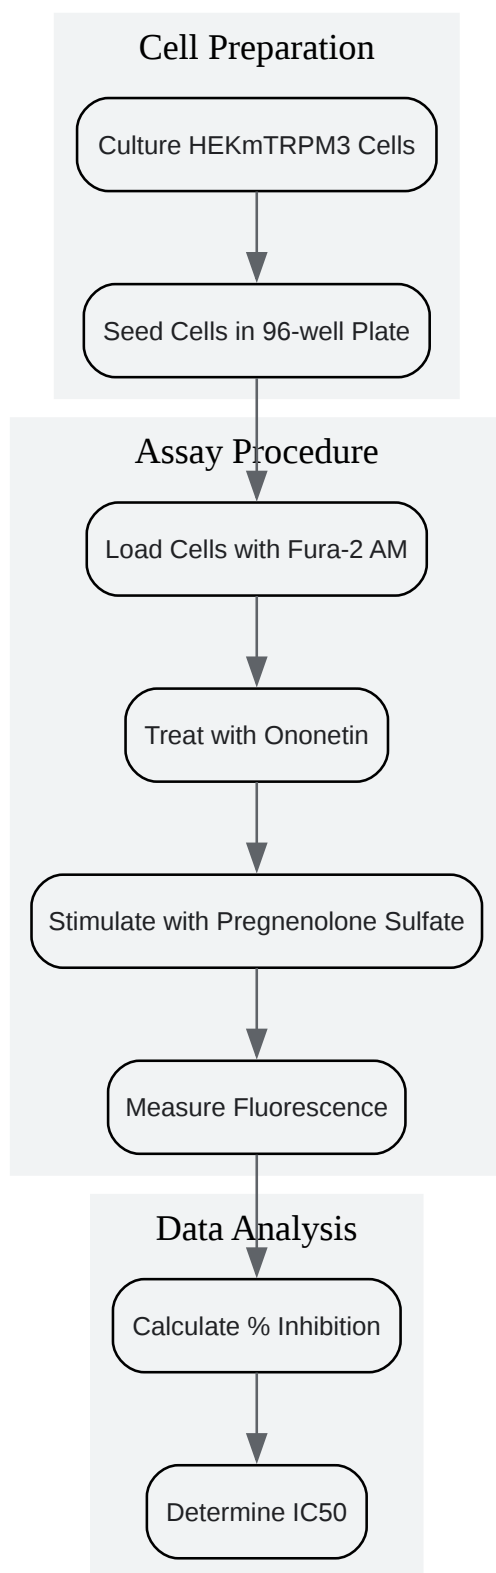 Cell Preparation
Culture HEKmTRPM3 Cells
Seed Cells in 96-well Plate
Assay Procedure
Load Cells with Fura-2 AM
Treat with Ononetin
Stimulate with Pregnenolone Sulfate
Measure Fluorescence
Data Analysis
Calculate % Inhibition
Determine IC50